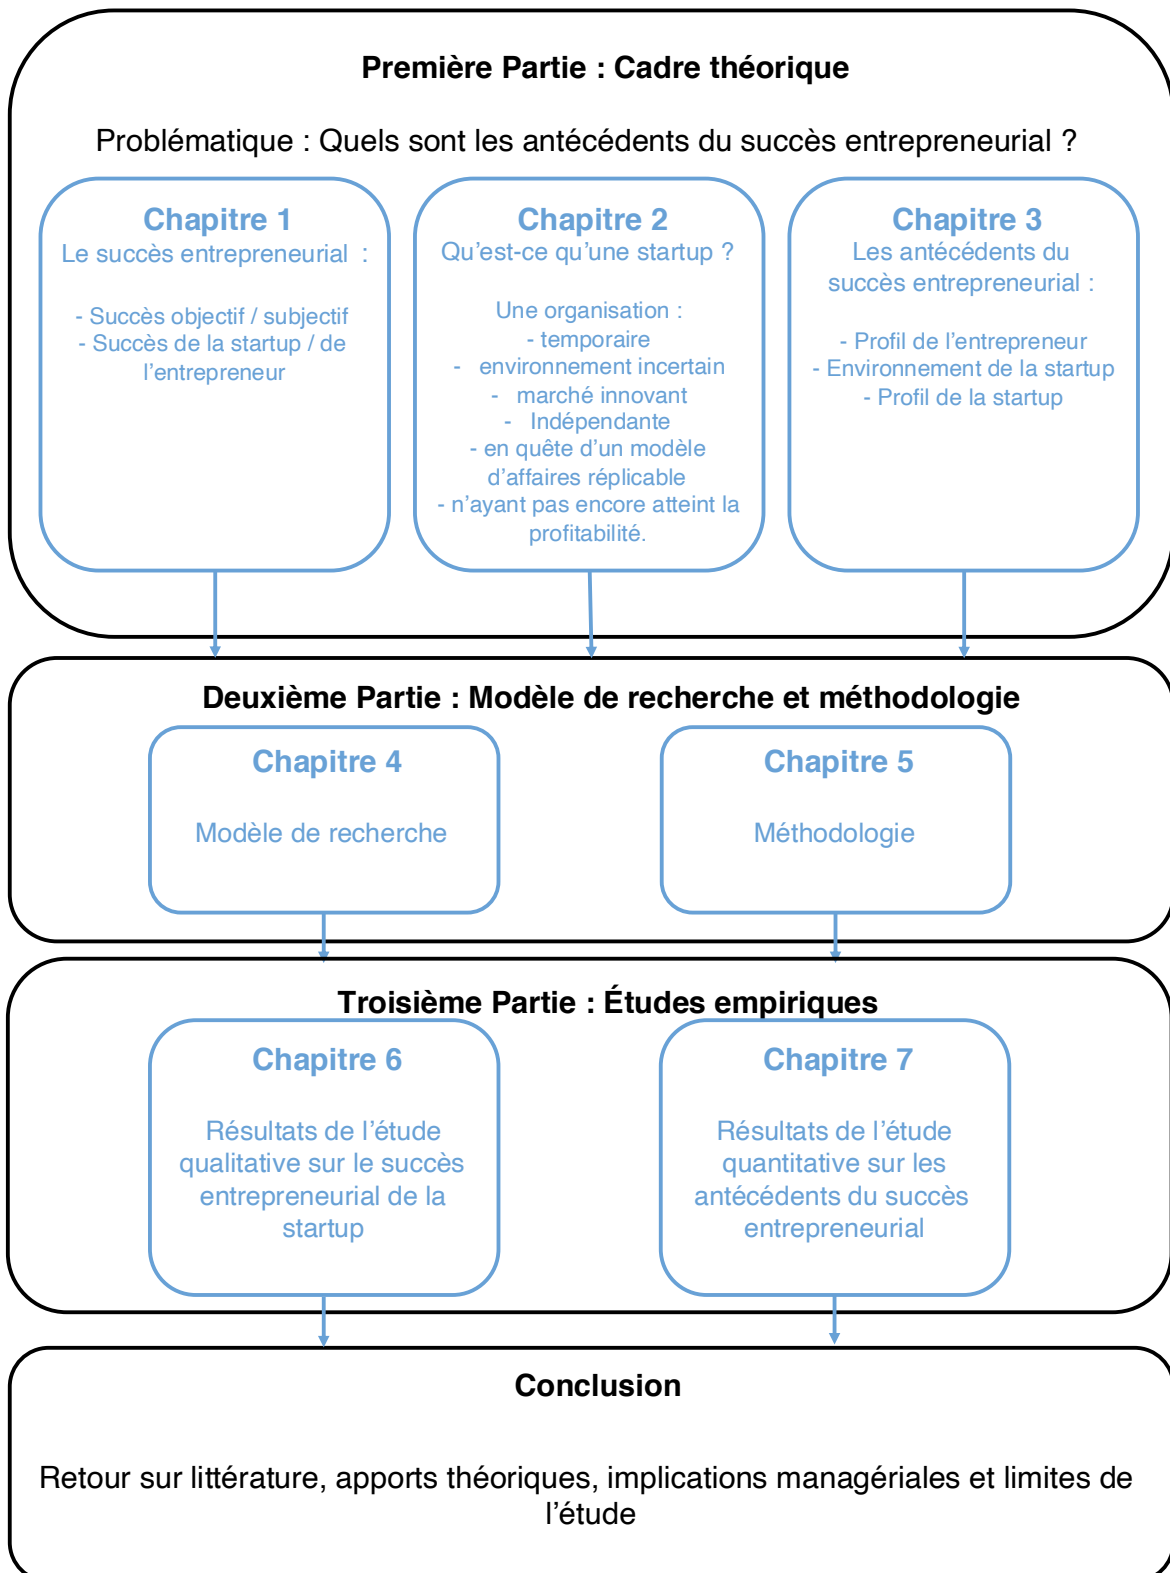 Première Partie : Cadre théorique
Problématique : Quels sont les antécédents du succès entrepreneurial ?
Chapitre 1
Le succès entrepreneurial :
- Succès objectif / subjectif
- Succès de la startup / de
l’entrepreneur
Chapitre 2
Qu’est-ce qu’une startup ?
Une organisation :
- temporaire
- environnement incertain
- marché innovant
- Indépendante
- en quête d’un modèle
d’affaires réplicable
- n’ayant pas encore atteint la
profitabilité.
Chapitre 3
Les antécédents du
succès entrepreneurial :
- Profil de l’entrepreneur
- Environnement de la startup
- Profil de la startup
Deuxième Partie : Modèle de recherche et méthodologie
Chapitre 4
Modèle de recherche
Chapitre 5
Méthodologie
Troisième Partie : Études empiriques
Chapitre 6
Résultats de l’étude
qualitative sur le succès
entrepreneurial de la
startup
Chapitre 7
Résultats de l’étude
quantitative sur les
antécédents du succès
entrepreneurial
Conclusion
Retour sur littérature, apports théoriques, implications managériales et limites de
l’étude